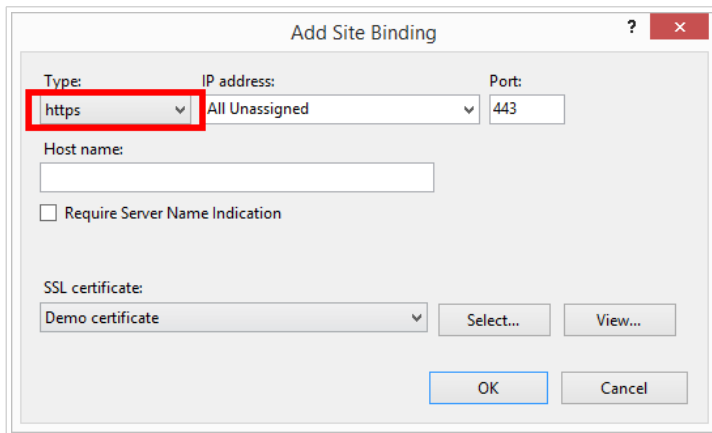 Add Site Binding
?
Type:
IP address:
Port:
https
All Unassigned
443
Host name:
Require Server Name Indication
SSL certificate:
Demo certificate
Select...
View...
OK
Cancel